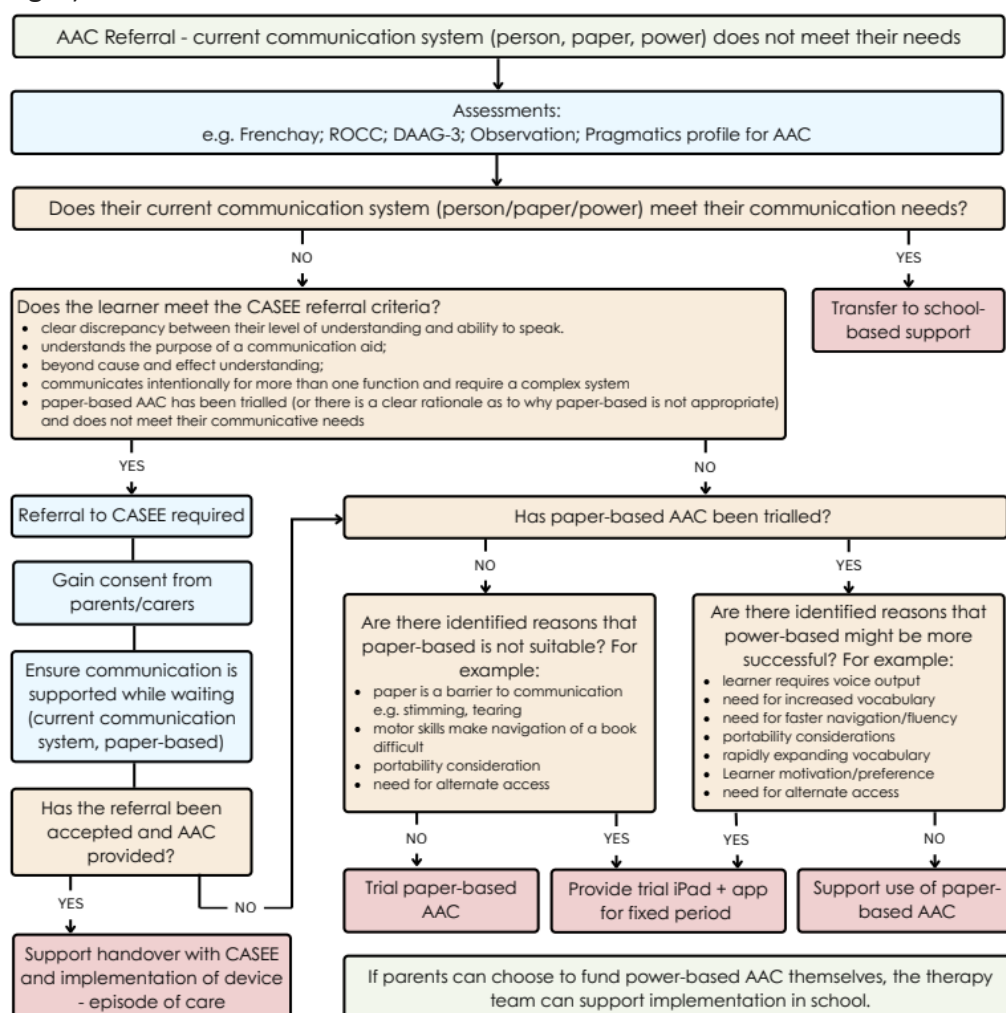 AAC Referral - current communication system (person, paper, power) does not meet their needs
Assessments:
e.g. Frenchay; ROCC; DAAG-3; Observation; Pragmatics profile for AAC
Does their current communication system (person/paper/power) meet their communication needs?
NO
YES
Does the learner meet the CASEE referral criteria?
• clear discrepancy between their level of understanding and ability to speak.
• understands the purpose of a communication aid;
• beyond cause and effect understanding;
• communicates intentionally for more than one function and require a complex system
• paper-based AAC has been trialled (or there is a clear rationale as to why paper-based is not appropriate)
and does not meet their communicative needs
Transfer to school-
based support
YES
NO
Referral to CASEE required
Gain consent from
parents/carers
Ensure communication is
supported while waiting
(current communication
system, paper-based)
Has the referral been
accepted and AAC
provided?
YES
NO
Support handover with CASEE
and implementation of device
- episode of care
Has paper-based AAC been trialled?
NO
YES
Are there identified reasons that
paper-based is not suitable? For
example:
• paper is a barrier to communication
e.g. stimming, tearing
• motor skills make navigation of a book
difficult
• portability consideration
• need for alternate access
Are there identified reasons that
power-based might be more
successful? For example:
• learner requires voice output
• need for increased vocabulary
• need for faster navigation/fluency
• portability considerations
• rapidly expanding vocabulary
• Learner motivation/preference
• need for alternate access
NO
YES
YES
NO
Trial paper-based
AAC
Provide trial iPad + app
for fixed period
Support use of paper-
based AAC
If parents can choose to fund power-based AAC themselves, the therapy
team can support implementation in school.